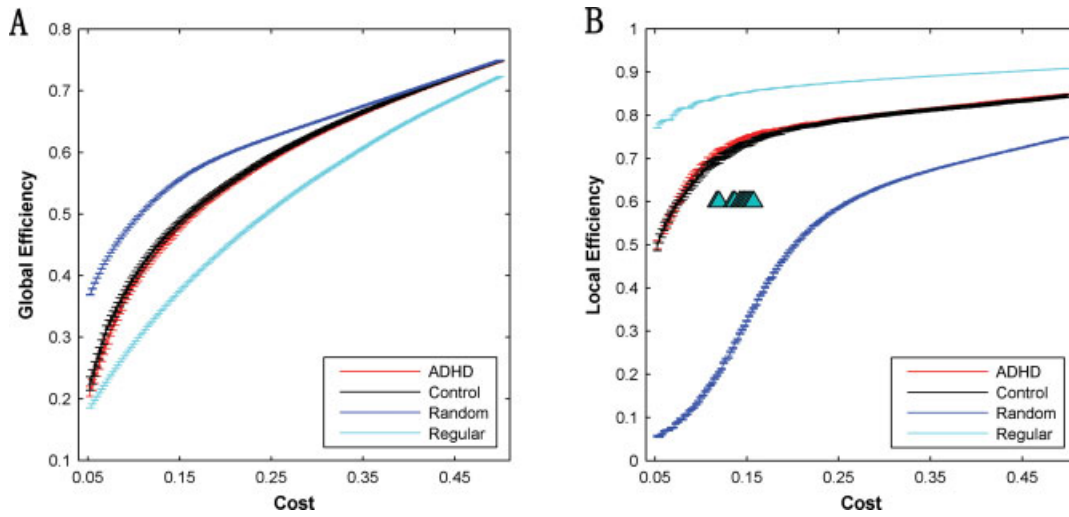 A
0.8
0.7
0.6
0.5
0.4
0.3
0.2
0.1
Global Efficiency
0.05
0.15
0.25
0.35
0.45
Cost
ADHD
Control
Random
Regular
B
1
0.9
0.8
0.7
0.6
0.5
0.4
0.3
0.2
0.1
0
Local Efficiency
0.05
0.15
0.25
0.35
0.45
Cost
ADHD
Control
Random
Regular